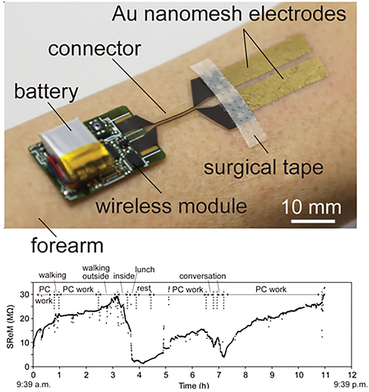 Au nanomesh electrodes
connector
battery
surgical tape
wireless module
10 mm
forearm
walking
walking outside
inside
lunch
rest
conversation
PC work
PC work
PC work
PC work
SReM (MΩ)
30
20
10
0
0 1 2 3 4 5 6 7 8 9 10 11 12
9:39 a.m.
Time (h)
9:39 p.m.